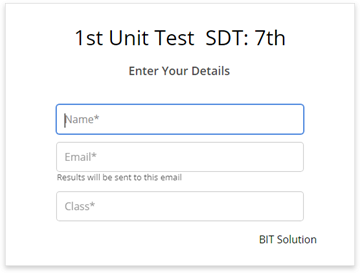 1st Unit Test  SDT: 7th
Enter Your Details
Name*
Email*
Results will be sent to this email
Class*
BIT Solution